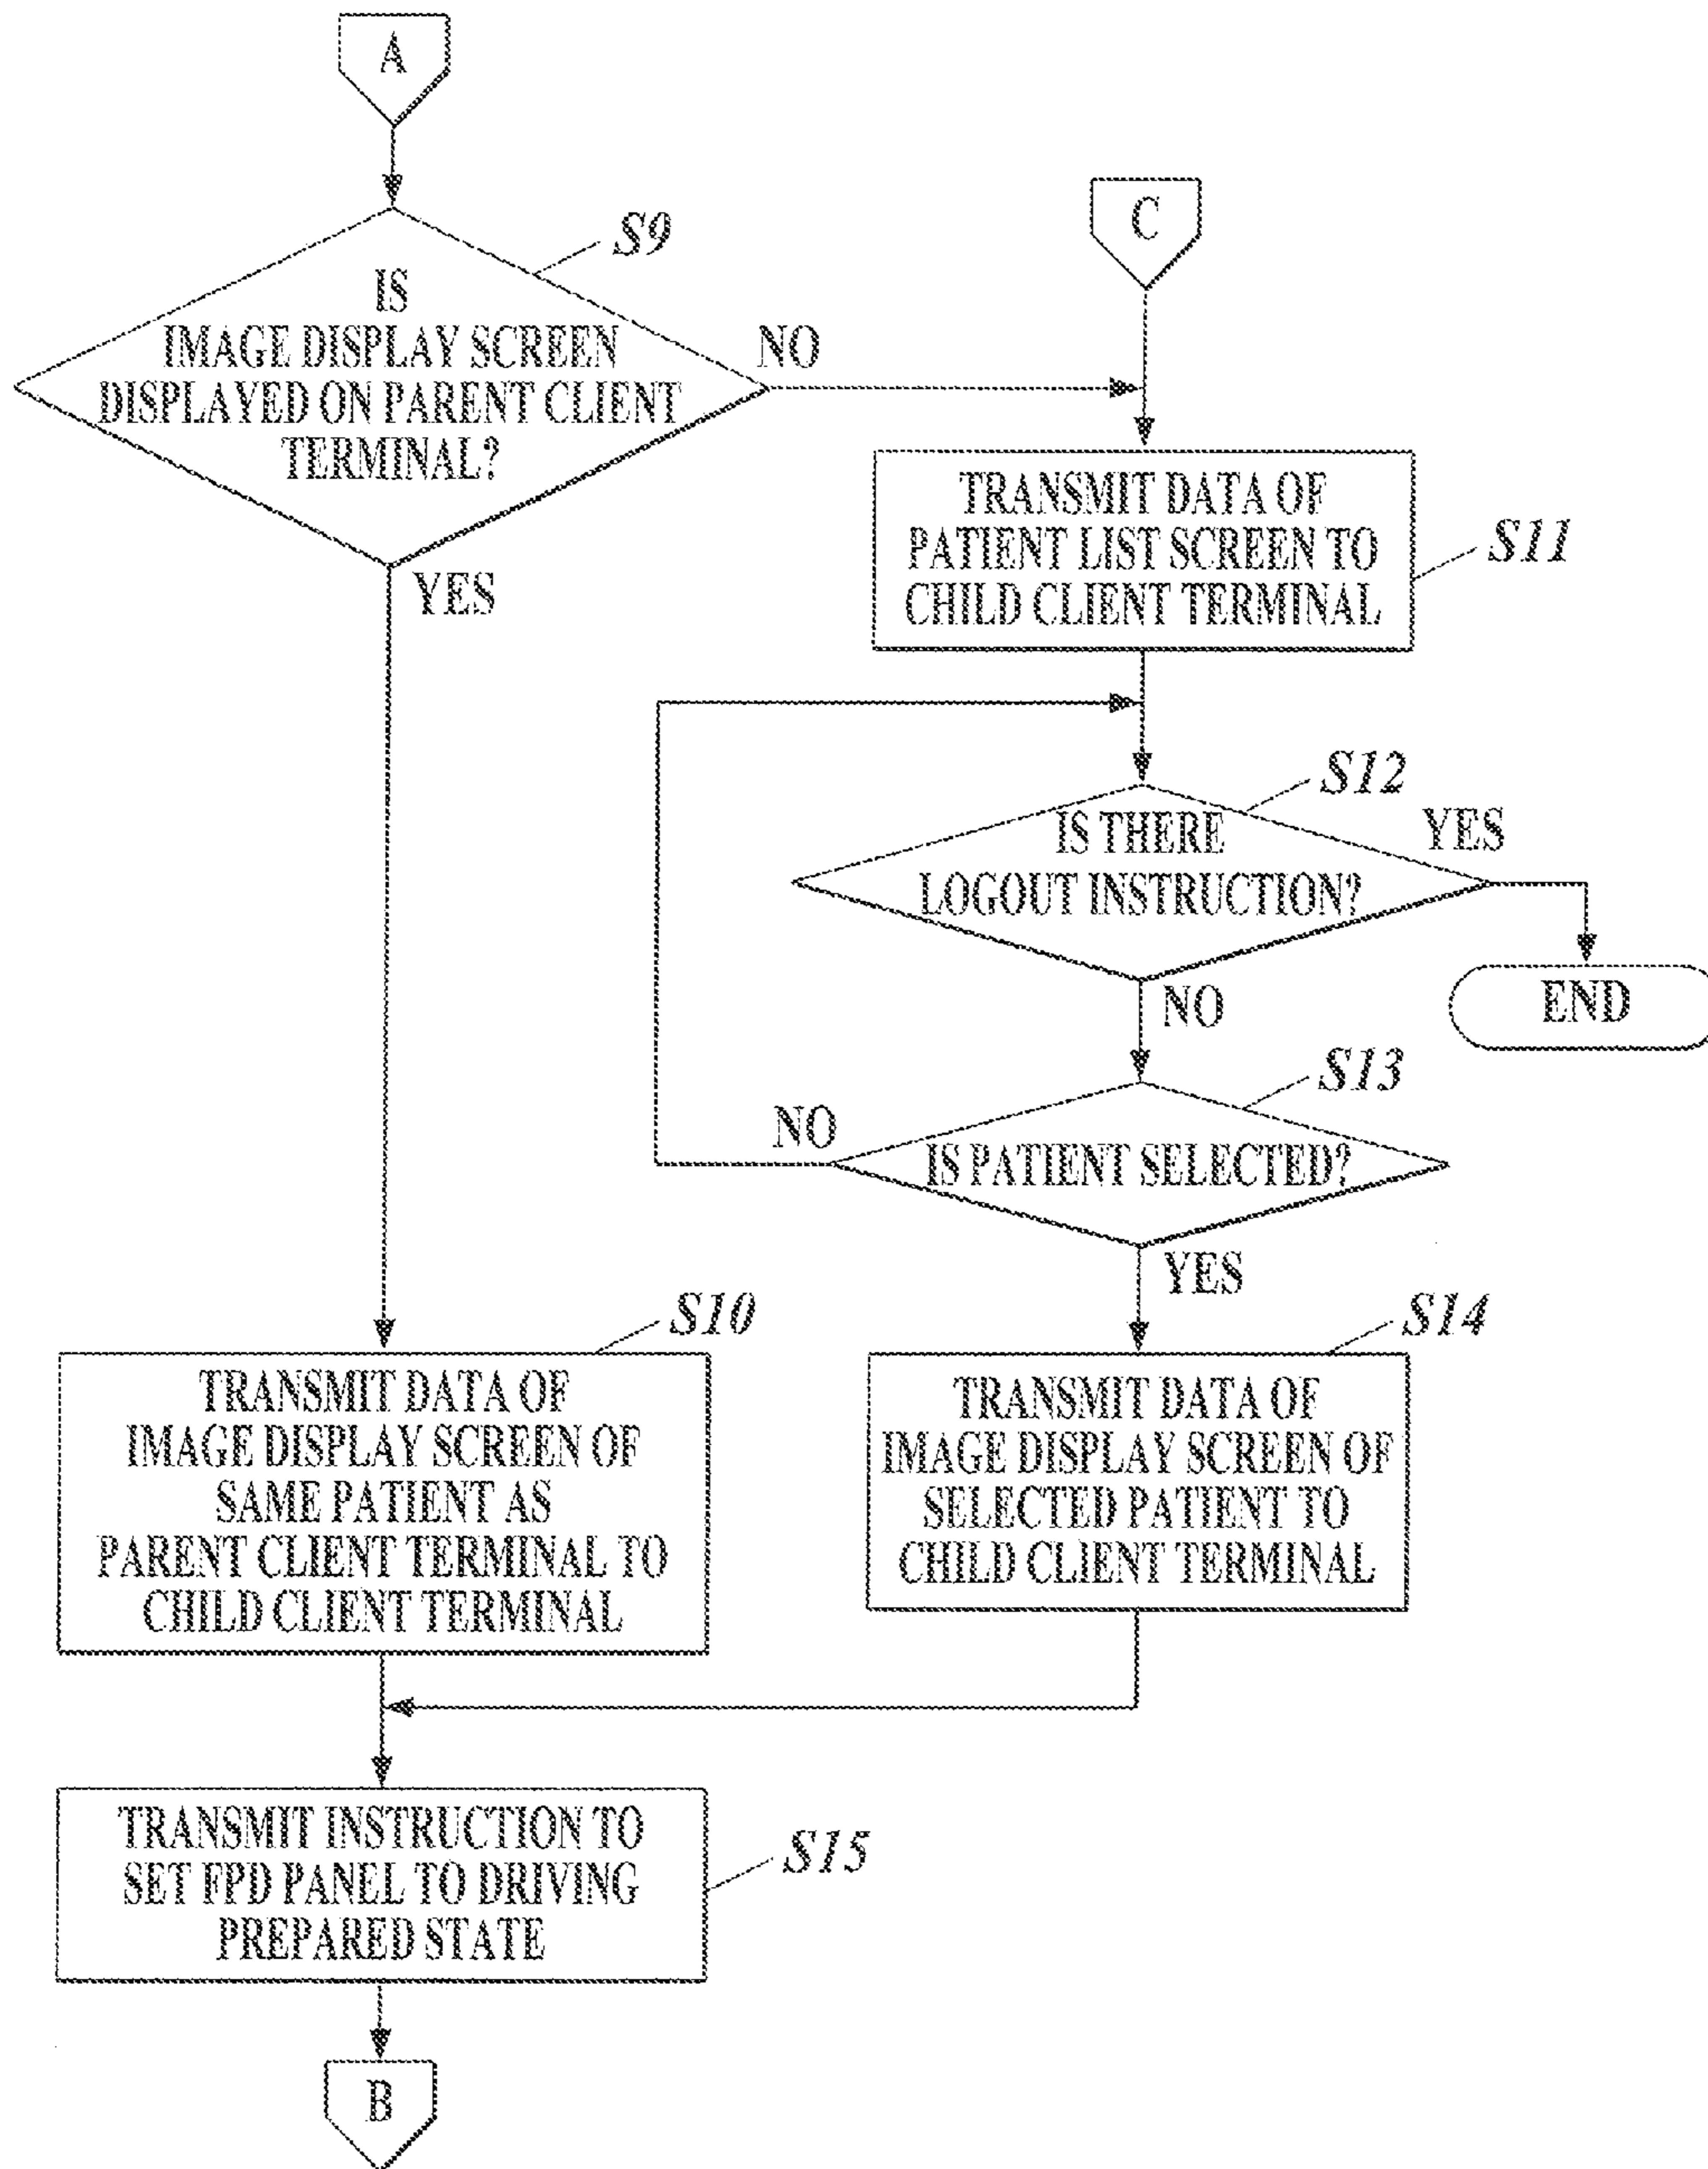 A
S9
IS
IMAGE DISPLAY SCREEN
DISPLAYED ON PARENT CLIENT
TERMINAL?
NO
YES
C
TRANSMIT DATA OF
PATIENT LIST SCREEN TO
CHILD CLIENT TERMINAL
S11
S12
IS THERE
LOGOUT INSTRUCTION?
YES
END
NO
S13
NO
IS PATIENT SELECTED?
YES
S10
TRANSMIT DATA OF
IMAGE DISPLAY SCREEN OF
SAME PATIENT AS
PARENT CLIENT TERMINAL TO
CHILD CLIENT TERMINAL
S14
TRANSMIT DATA OF
IMAGE DISPLAY SCREEN OF
SELECTED PATIENT TO
CHILD CLIENT TERMINAL
TRANSMIT INSTRUCTION TO
SET FPD PANEL TO DRIVING
PREPARED STATE
S15
B